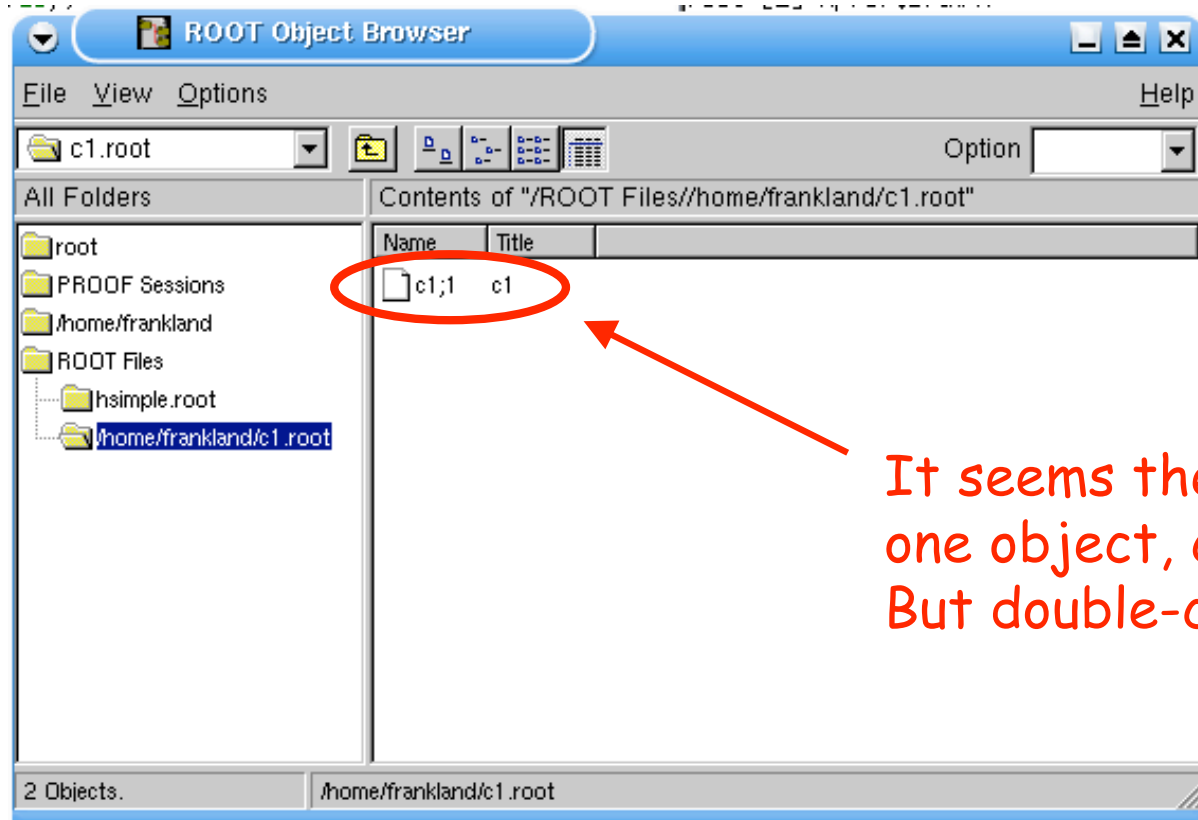 ROOT Object Browser
File View Options Help
c1.root Option
All Folders Contents of "/ROOT Files//home/frankland/c1.root"
Name Title
root
c1;1 c1
PROOF Sessions
/home/frankland
ROOT Files
hsimple.root
/home/frankland/c1.root
It seems the
one object,
But double-
2 Objects. /home/frankland/c1.root